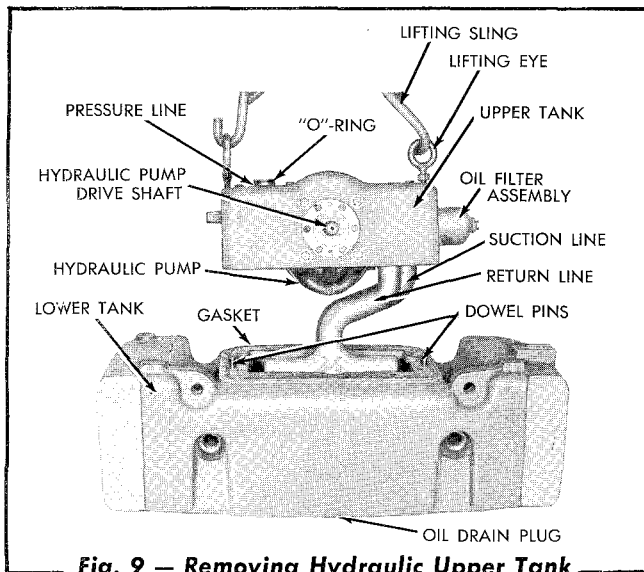 LIFTING SLING
LIFTING EYE
PRESSURE LINE
"O"-RING
UPPER TANK
HYDRAULIC PUMP
DRIVE SHAFT
OIL FILTER
ASSEMBLY
SUCTION LINE
HYDRAULIC PUMP
RETURN LINE
LOWER TANK
GASKET
DOWEL PINS
OIL DRAIN PLUG
Fig. 9 — Removing Hydraulic Upper Tank